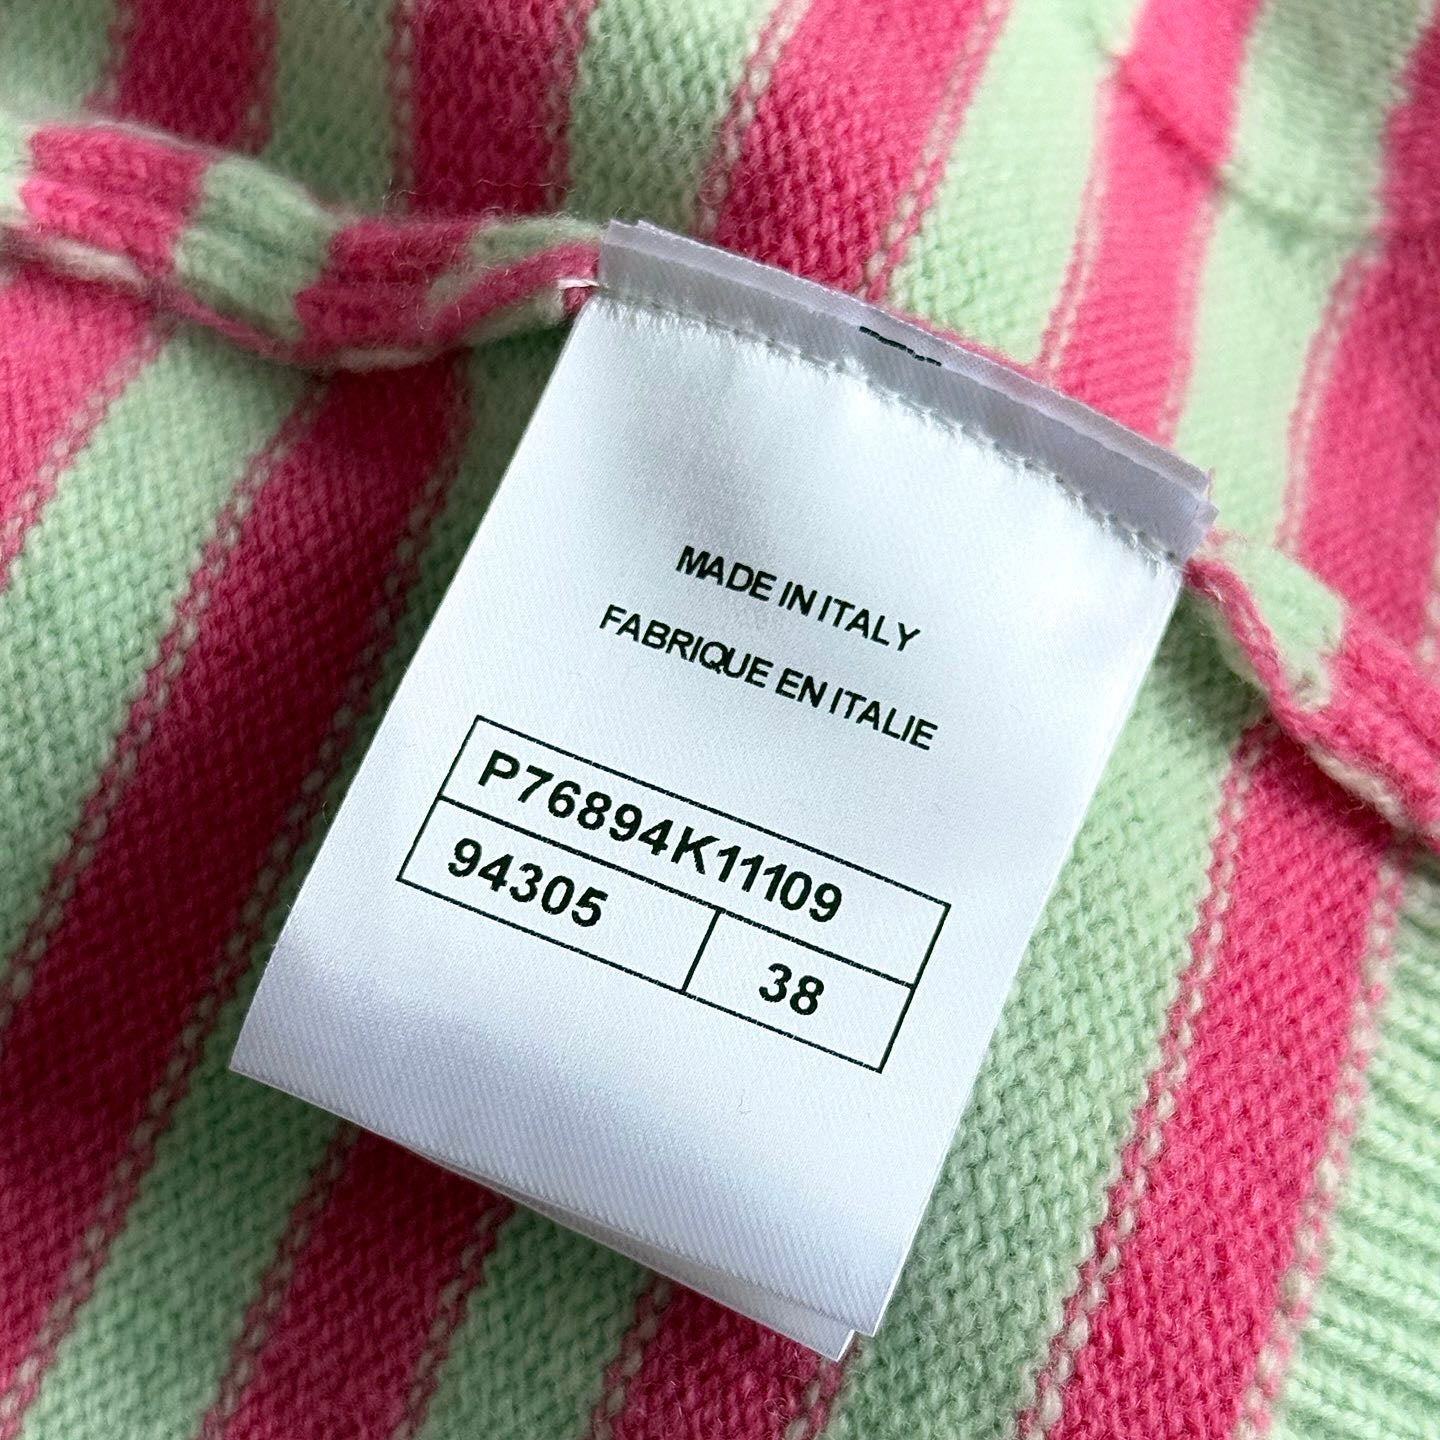 MADE IN ITALY
FABRIQUE EN ITALIE
P76894K11109
94305 38